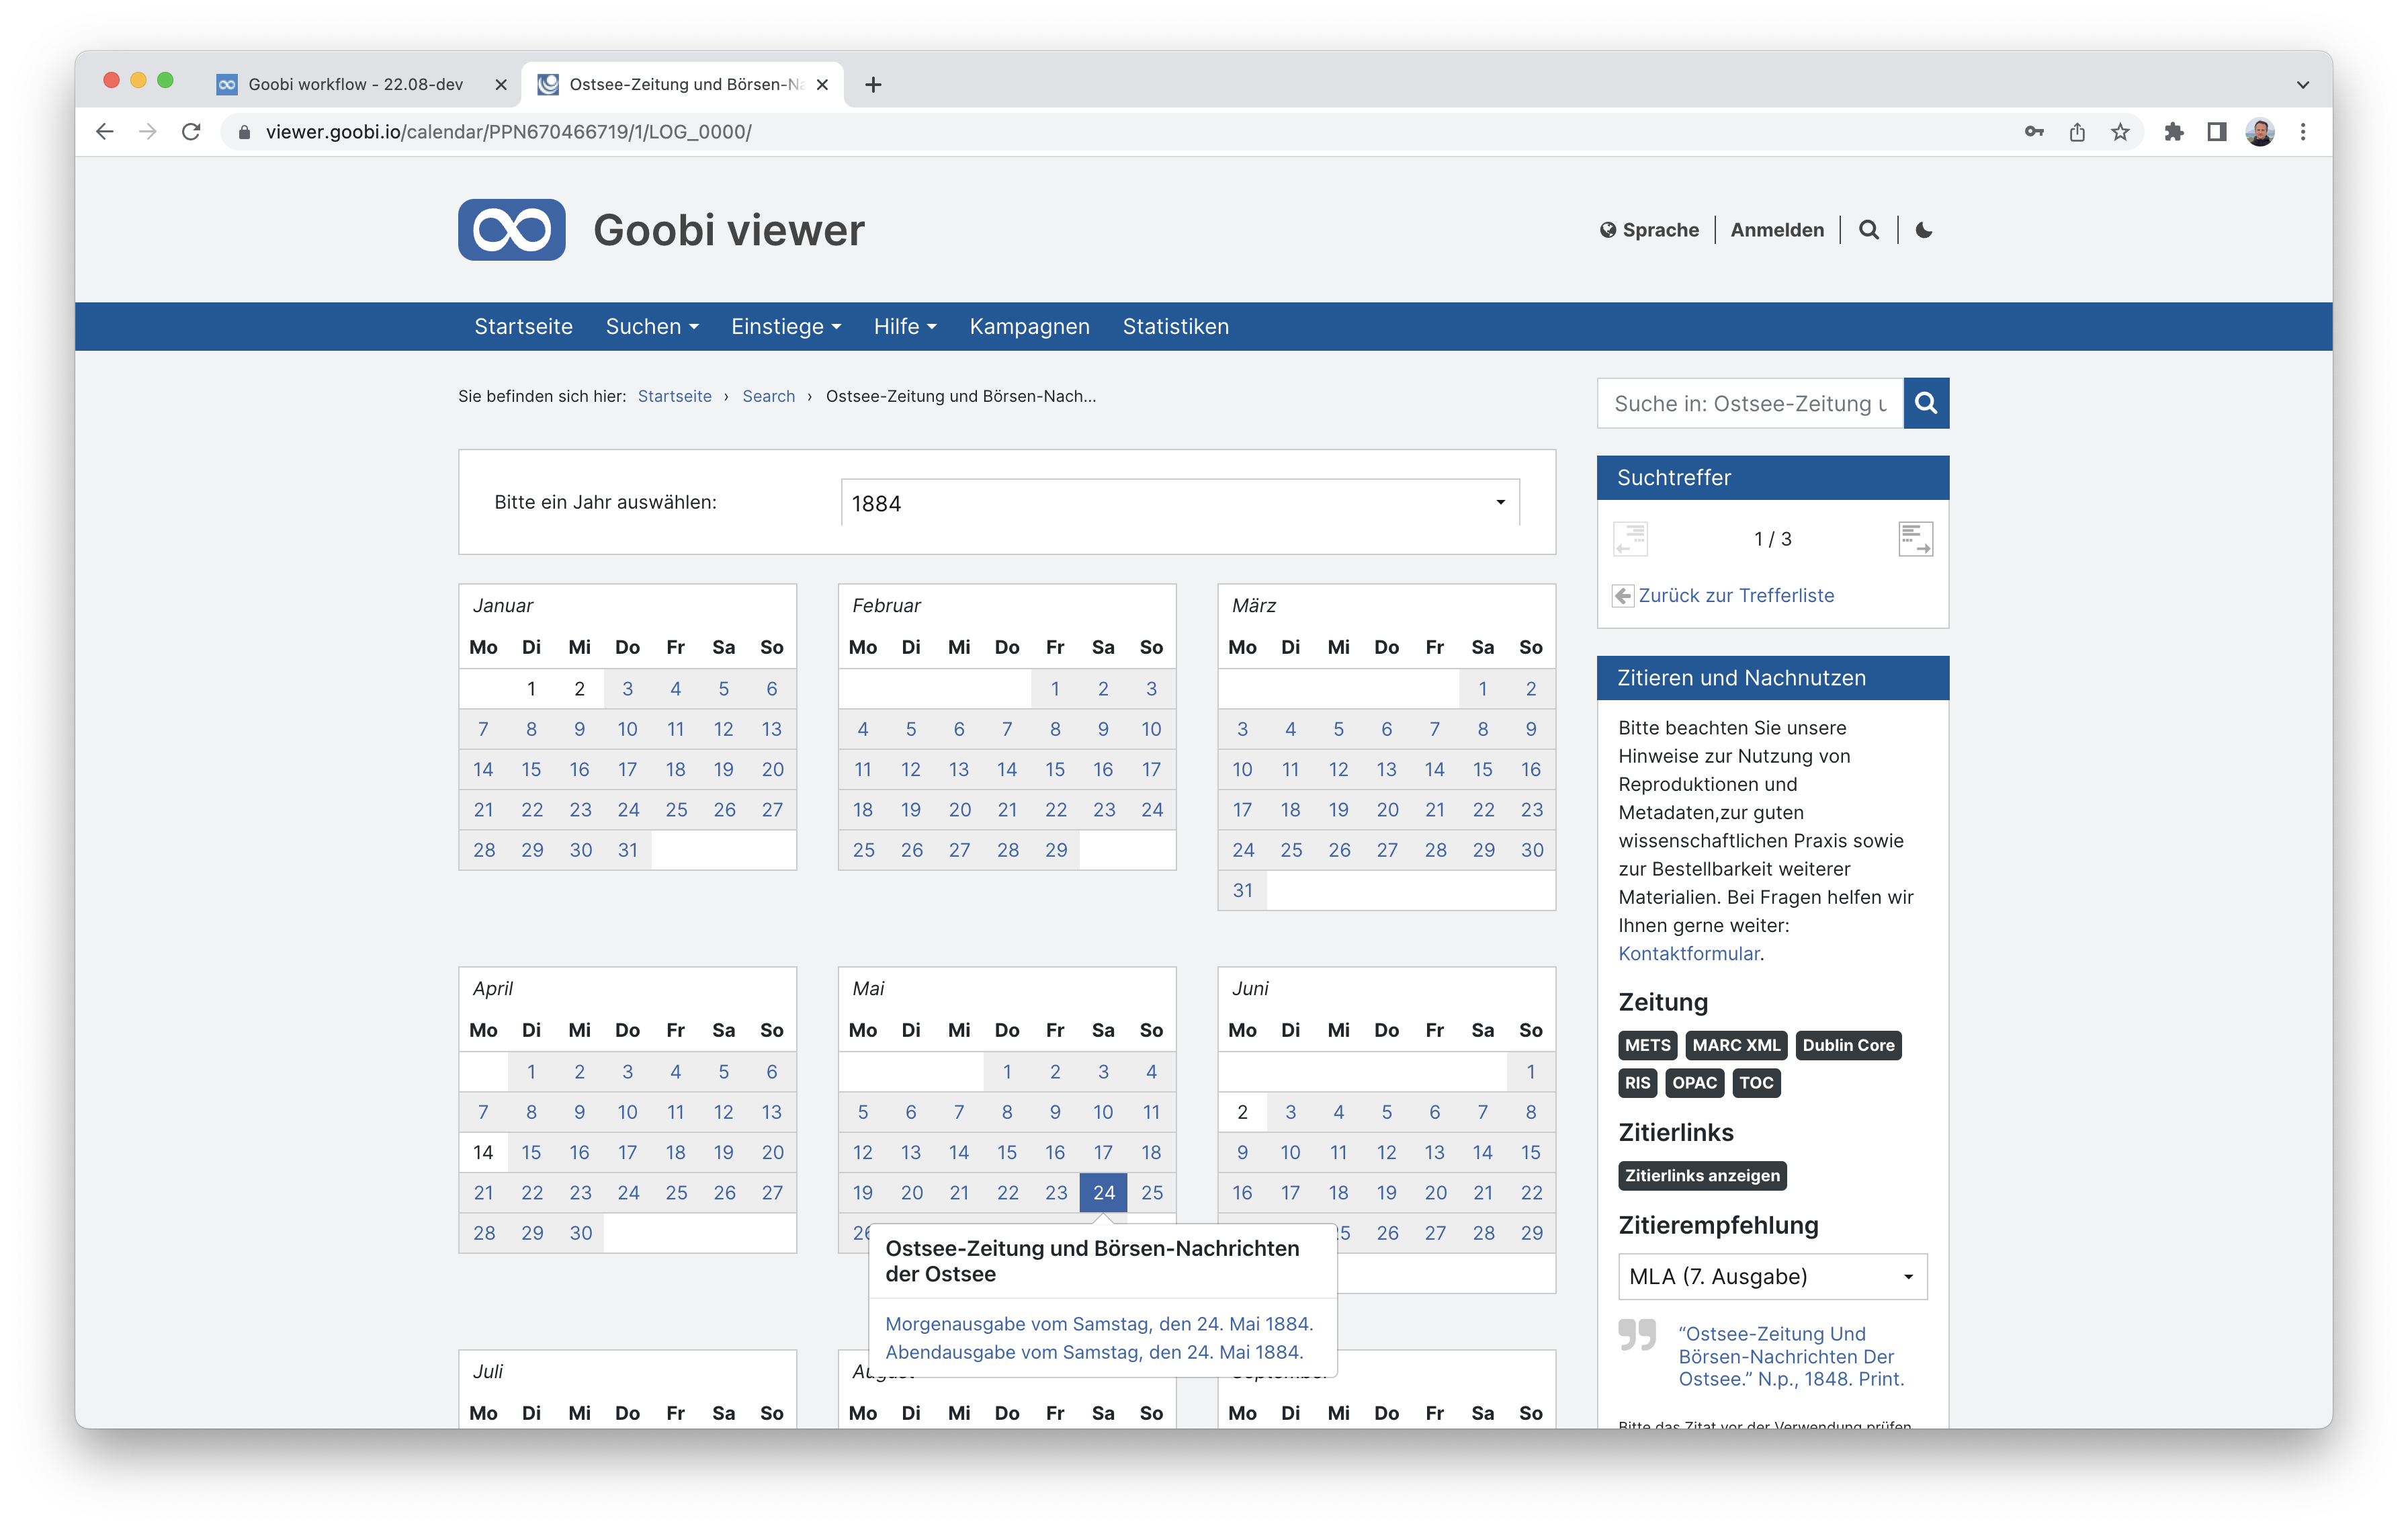 Goobi workflow - 22.08-dev
Ostsee-Zeitung und Börsen-Na
viewer.goobi.io/calendar/PPN670466719/1/LOG_0000/
Goobi viewer
Sprache Anmelden
Startseite Suchen Einstiege Hilfe Kampagnen Statistiken
Sie befinden sich hier: Startseite › Search › Ostsee-Zeitung und Börsen-Nach...
Bitte ein Jahr auswählen: 1884
Januar
Mo Di Mi Do Fr Sa So
1 2 3 4 5 6
7 8 9 10 11 12 13
14 15 16 17 18 19 20
21 22 23 24 25 26 27
28 29 30 31
Februar
Mo Di Mi Do Fr Sa So
1 2 3
4 5 6 7 8 9 10
11 12 13 14 15 16 17
18 19 20 21 22 23 24
25 26 27 28 29
März
Mo Di Mi Do Fr Sa So
1 2
3 4 5 6 7 8 9
10 11 12 13 14 15 16
17 18 19 20 21 22 23
24 25 26 27 28 29 30
31
April
Mo Di Mi Do Fr Sa So
1 2 3 4 5 6
7 8 9 10 11 12 13
14 15 16 17 18 19 20
21 22 23 24 25 26 27
28 29 30
Mai
Mo Di Mi Do Fr Sa So
1 2 3 4
5 6 7 8 9 10 11
12 13 14 15 16 17 18
19 20 21 22 23 24 25
26
Ostsee-Zeitung und Börsen-Nachrichten
der Ostsee
Morgenausgabe vom Samstag, den 24. Mai 1884.
Abendausgabe vom Samstag, den 24. Mai 1884.
Juni
Mo Di Mi Do Fr Sa So
1
2 3 4 5 6 7 8
9 10 11 12 13 14 15
16 17 18 19 20 21 22
25 26 27 28 29
Juli
Mo Di Mi Do Fr Sa So
August
Mo Di Mi Do Fr Sa So
September
Mo Di Mi Do Fr Sa So
Suche in: Ostsee-Zeitung u
Suchtreffer
1 / 3
Zurück zur Trefferliste
Zitieren und Nachnutzen
Bitte beachten Sie unsere
Hinweise zur Nutzung von
Reproduktionen und
Metadaten,zur guten
wissenschaftlichen Praxis sowie
zur Bestellbarkeit weiterer
Materialien. Bei Fragen helfen wir
Ihnen gerne weiter:
Kontaktformular.
Zeitung
METS MARC XML Dublin Core
RIS OPAC TOC
Zitierlinks
Zitierlinks anzeigen
Zitierempfehlung
MLA (7. Ausgabe)
“Ostsee-Zeitung Und
Börsen-Nachrichten Der
Ostsee.” N.p., 1848. Print.
Bitte das Zitat vor der Verwendung prüfen